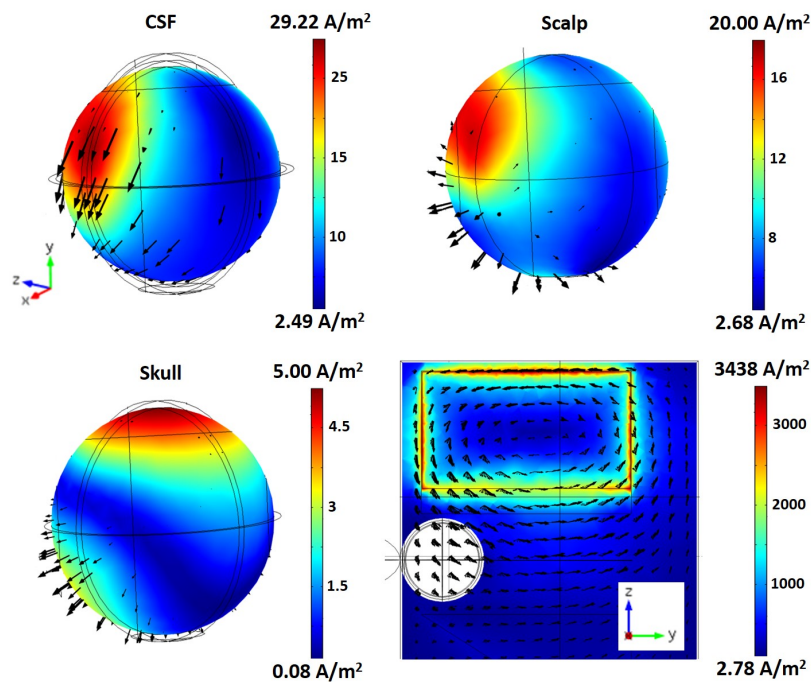 CSF
29.22 A/m²
25
15
10
2.49 A/m²
y
z
x
Scalp
20.00 A/m²
16
12
8
2.68 A/m²
Skull
5.00 A/m²
4.5
3
1.5
0.08 A/m²
3438 A/m²
3000
2000
1000
2.78 A/m²
z
y